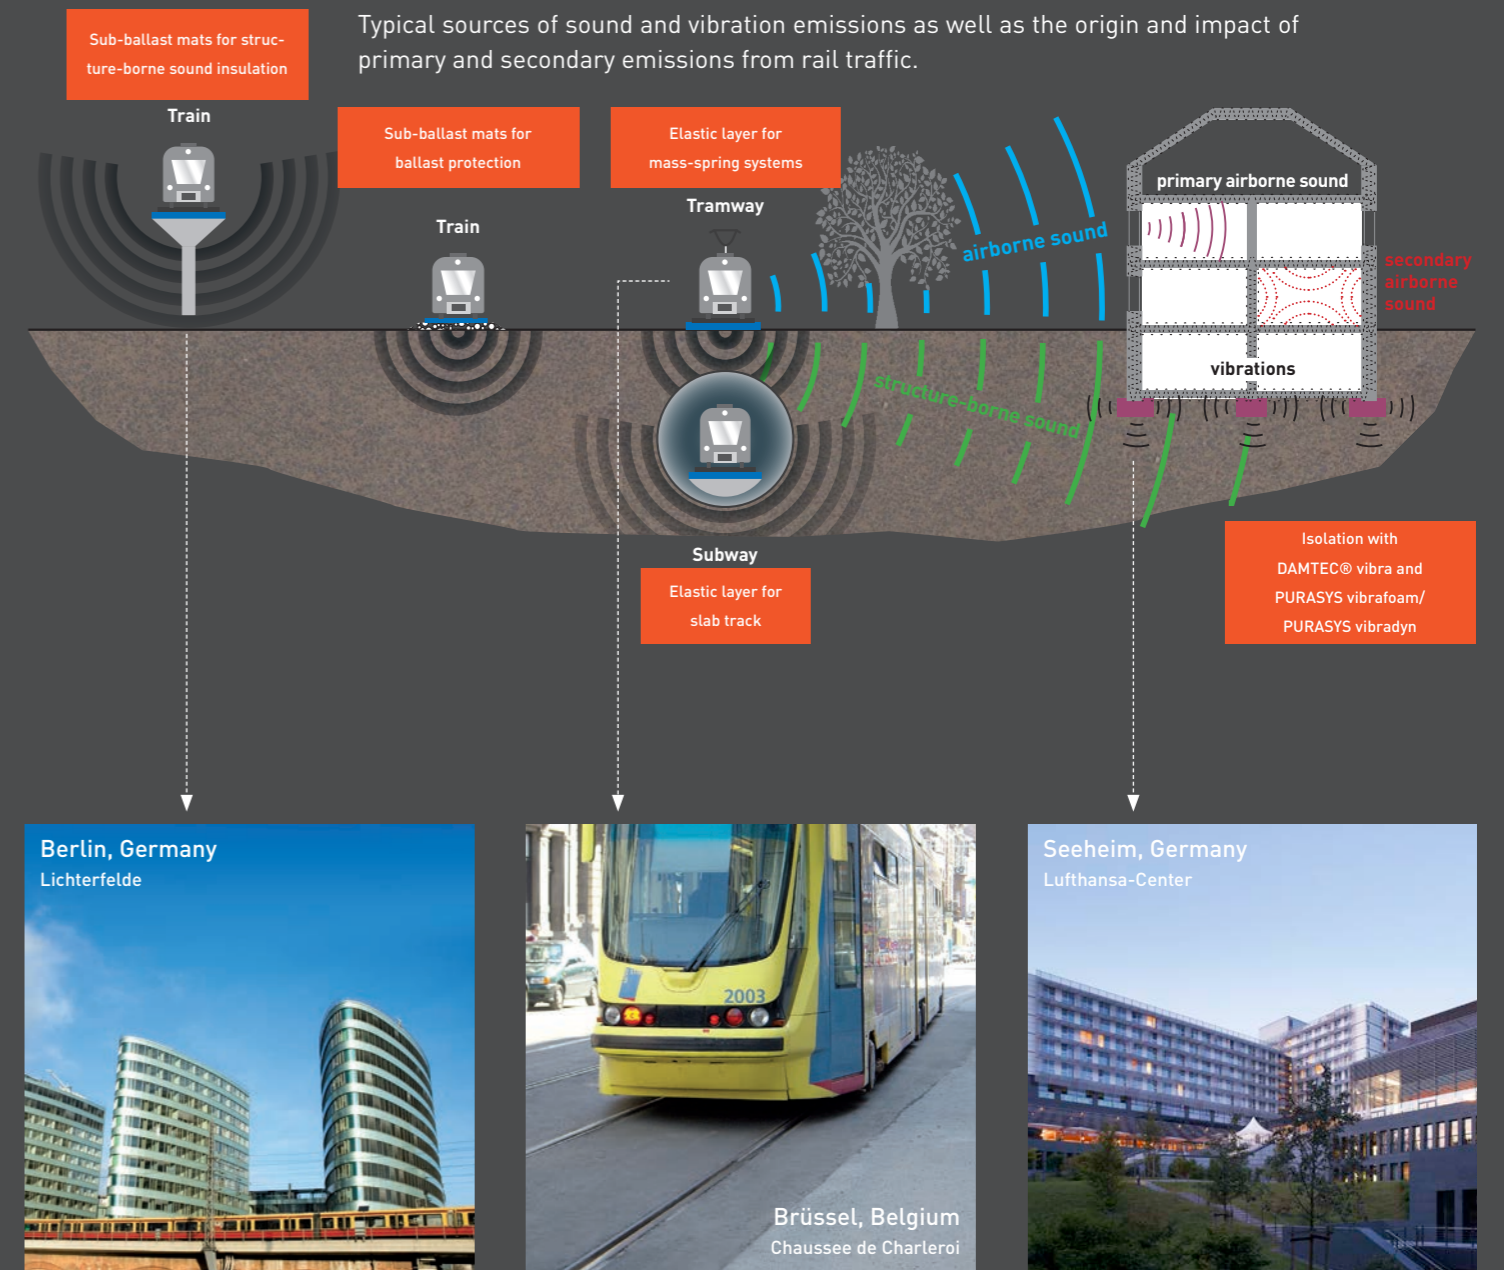 Typical sources of sound and vibration emissions as well as the origin and impact of
primary and secondary emissions from rail traffic.
Sub-ballast mats for struc-
ture-borne sound insulation
Train
Sub-ballast mats for
ballast protection
Train
Elastic layer for
mass-spring systems
Tramway
airborne sound
primary airborne sound
secondary
airborne
sound
vibrations
structure-borne sound
Subway
Elastic layer for
slab track
Isolation with
DAMTEC® vibra and
PURASYS vibrafoam/
PURASYS vibradyn
Berlin, Germany
Lichterfelde
2003
Brüssel, Belgium
Chaussee de Charleroi
Seeheim, Germany
Lufthansa-Center